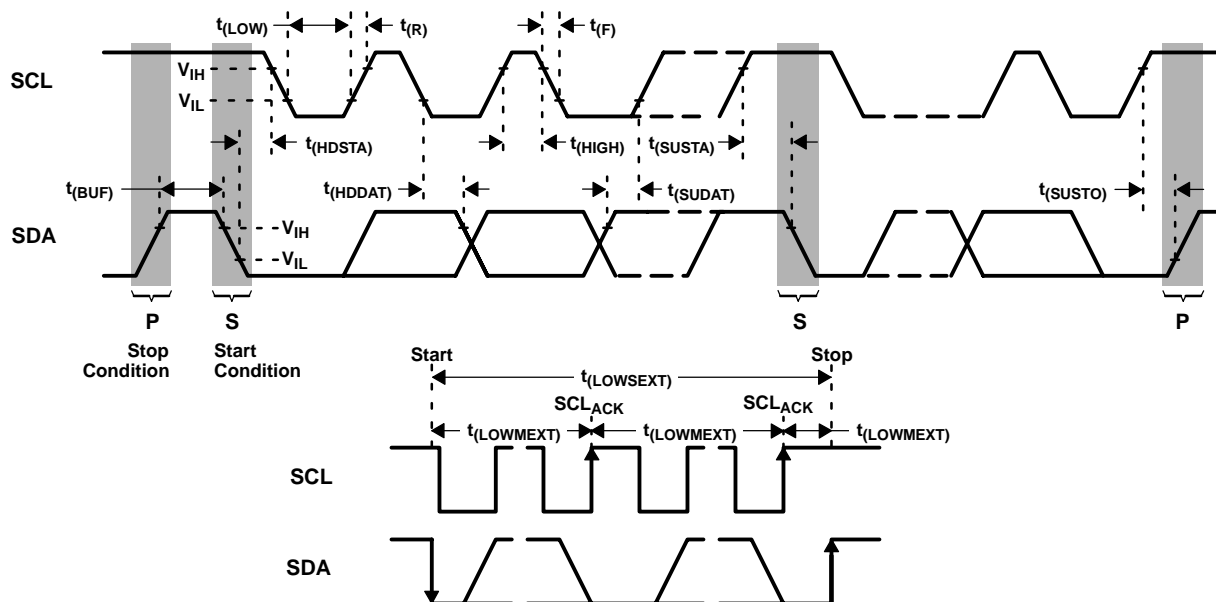 t(LOW) t(R) t(F)
SCL
VIH
VIL
t(HDSTA) t(HIGH) t(SUSTA)
t(BUF) t(HDDAT) t(SUDAT) t(SUSTO)
SDA
VIH
VIL
P S S P
Stop Condition
Start Condition
Start Stop
t(LOWSEXT)
SCLACK SCLACK
t(LOWMEXT) t(LOWMEXT) t(LOWMEXT)
SCL
SDA